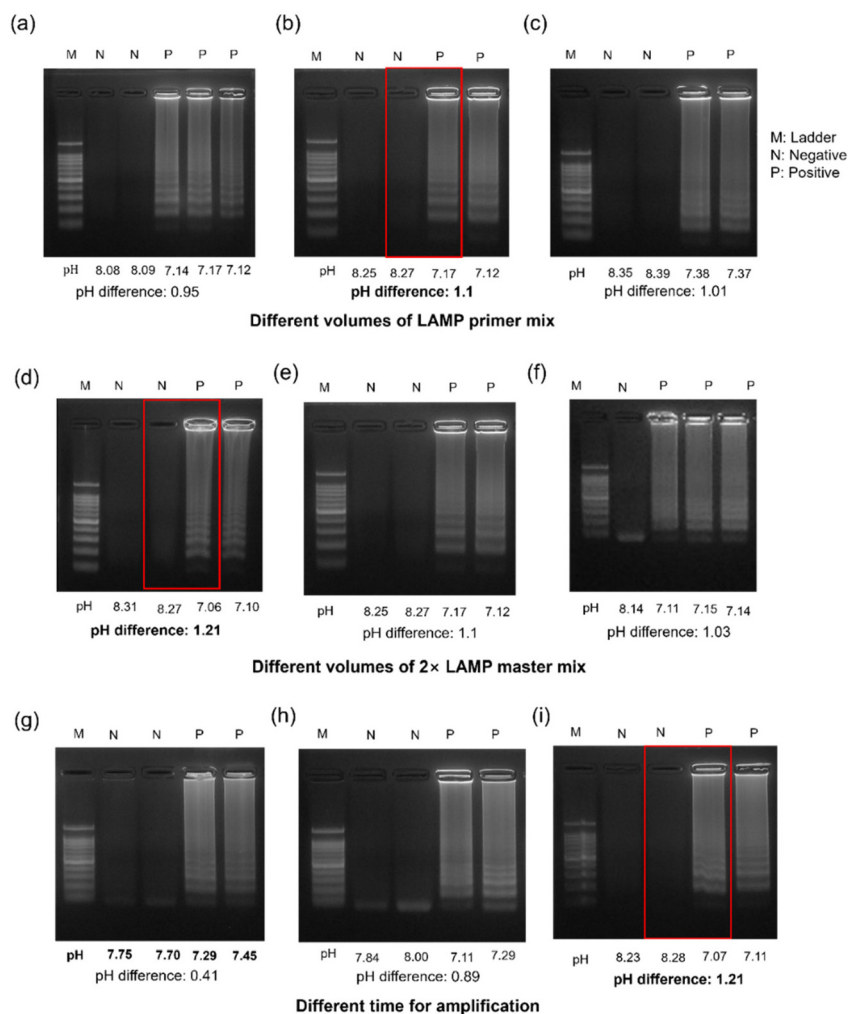 (a) (b) (c)
M N N P P P M N N P P M N N P P
M: Ladder
N: Negative
P: Positive
pH 8.08 8.09 7.14 7.17 7.12 pH 8.25 8.27 7.17 7.12 pH 8.35 8.39 7.38 7.37
pH difference: 0.95 pH difference: 1.1 pH difference: 1.01
Different volumes of LAMP primer mix
(d) (e) (f)
M N N P P M N N P P M N P P P
pH 8.31 8.27 7.06 7.10 pH 8.25 8.27 7.17 7.12 pH 8.14 7.11 7.15 7.14
pH difference: 1.21 pH difference: 1.1 pH difference: 1.03
Different volumes of 2× LAMP master mix
(g) (h) (i)
M N N P P M N N P P M N N P P
pH 7.75 7.70 7.29 7.45 pH 7.84 8.00 7.11 7.29 pH 8.23 8.28 7.07 7.11
pH difference: 0.41 pH difference: 0.89 pH difference: 1.21
Different time for amplification